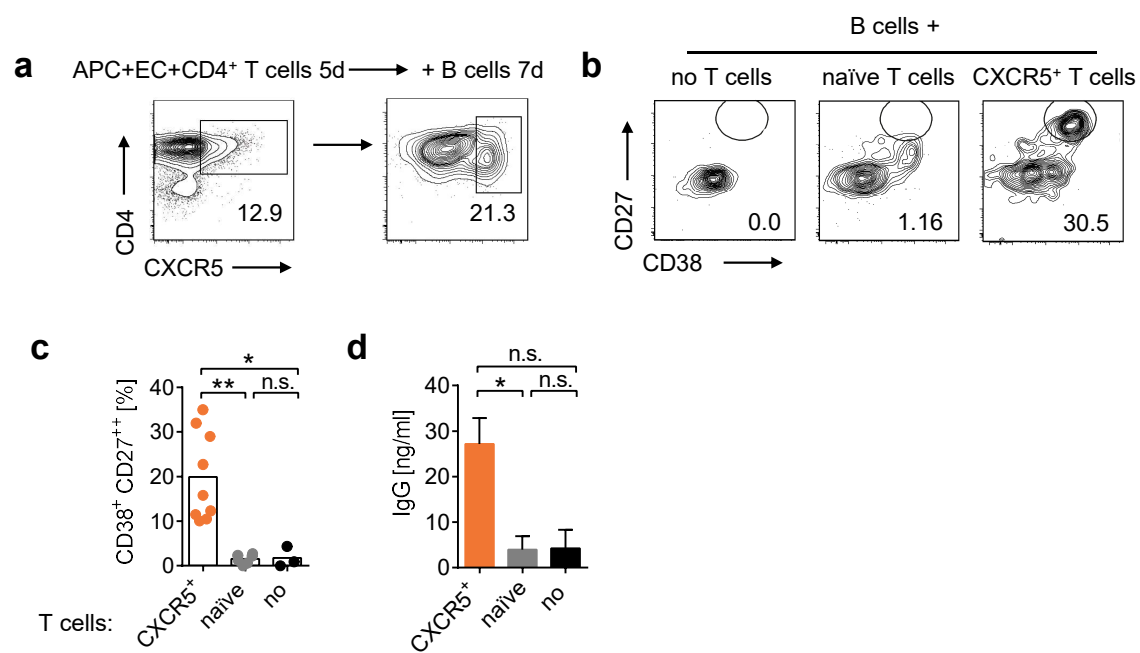 a
APC+EC+CD4+ T cells 5d + B cells 7d
12.9
21.3
CD4
CXCR5
b
B cells +
no T cells naïve T cells CXCR5+ T cells
0.0
1.16
30.5
CD27
CD38
c
*
** n.s.
CD38+ CD27++ [%]
40
30
20
10
0
T cells: CXCR5+ naïve no
d
n.s.
* n.s.
IgG [ng/ml]
40
30
20
10
0
CXCR5+ naïve no